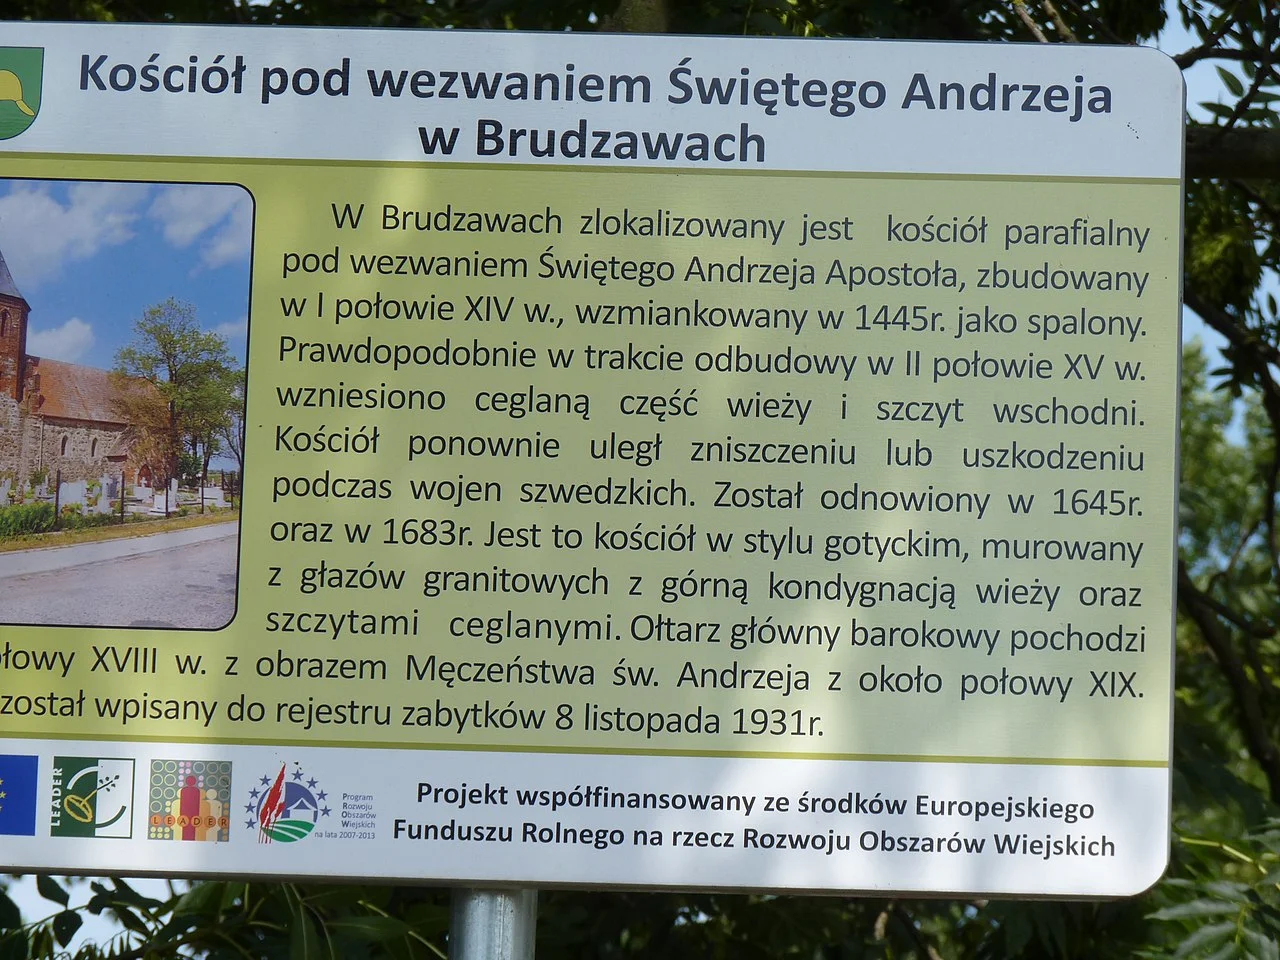 Kościół pod wezwaniem Świętego Andrzeja
w Brudzawach
W Brudzawach zlokalizowany jest kościół parafialny
pod wezwaniem Świętego Andrzeja Apostoła, zbudowany
w I połowie XIV w., wzmiankowany w 1445r. jako spalony.
Prawdopodobnie w trakcie odbudowy w II połowie XV w.
wzniesiono ceglaną część wieży i szczyt wschodni.
Kościół ponownie uległ zniszczeniu lub uszkodzeniu
podczas wojen szwedzkich. Został odnowiony w 1645r.
oraz w 1683r. Jest to kościół w stylu gotyckim, murowany
z głazów granitowych z górną kondygnacją wieży oraz
szczytami ceglanymi. Ołtarz główny barokowy pochodzi
ołowy XVIII w. z obrazem Męczeństwa św. Andrzeja z około połowy XIX.
został wpisany do rejestru zabytków 8 listopada 1931r.
LEADER
LEADER
Program
Rozwoju
Obszarów
Wiejskich
na lata 2007-2013
Projekt współfinansowany ze środków Europejskiego
Funduszu Rolnego na rzecz Rozwoju Obszarów Wiejskich